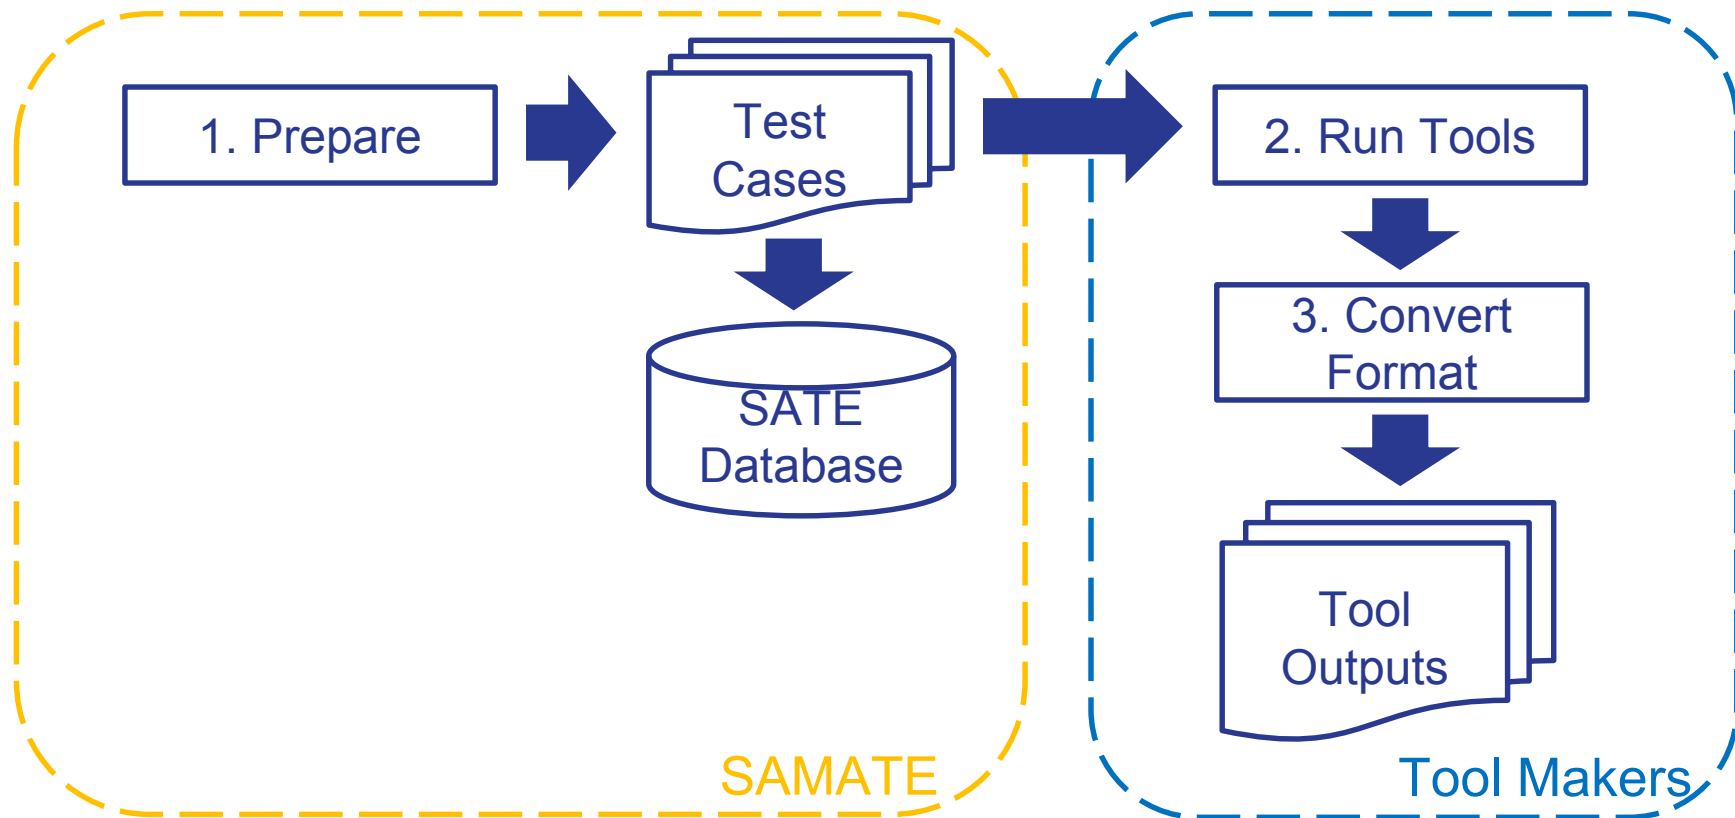 1. Prepare
Test
Cases
SATE
Database
SAMATE
2. Run Tools
3. Convert
Format
Tool
Outputs
Tool Makers